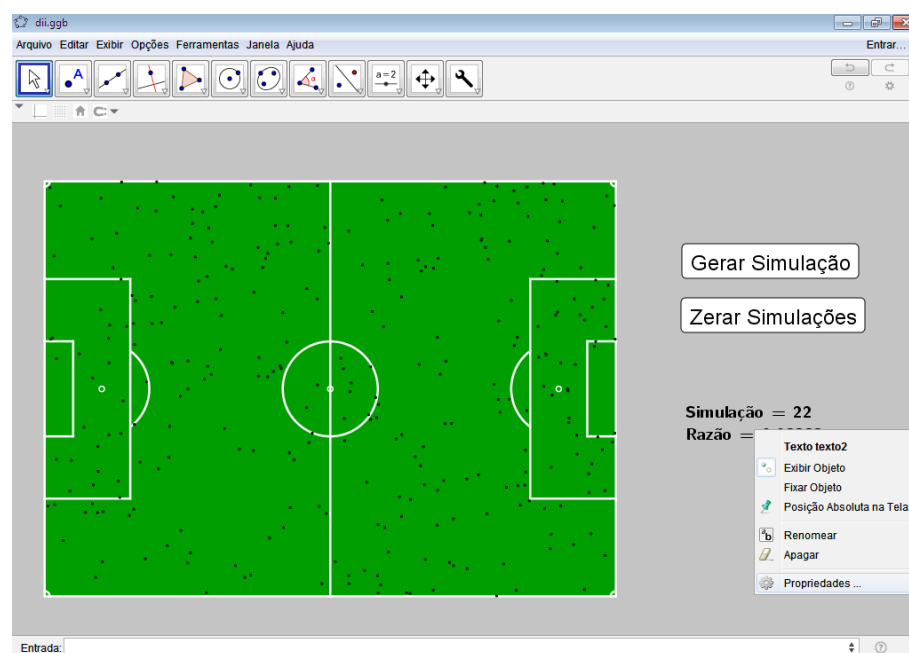 dii.ggb
Arquivo Editar Exibir Opções Ferramentas Janela Ajuda
Entrar...
A
α
a=2
Gerar Simulação
Zerar Simulações
Simulação = 22
Razão =
Texto texto2
Exibir Objeto
Fixar Objeto
Posição Absoluta na Tela
Renomear
Apagar
Propriedades ...
Entrada: